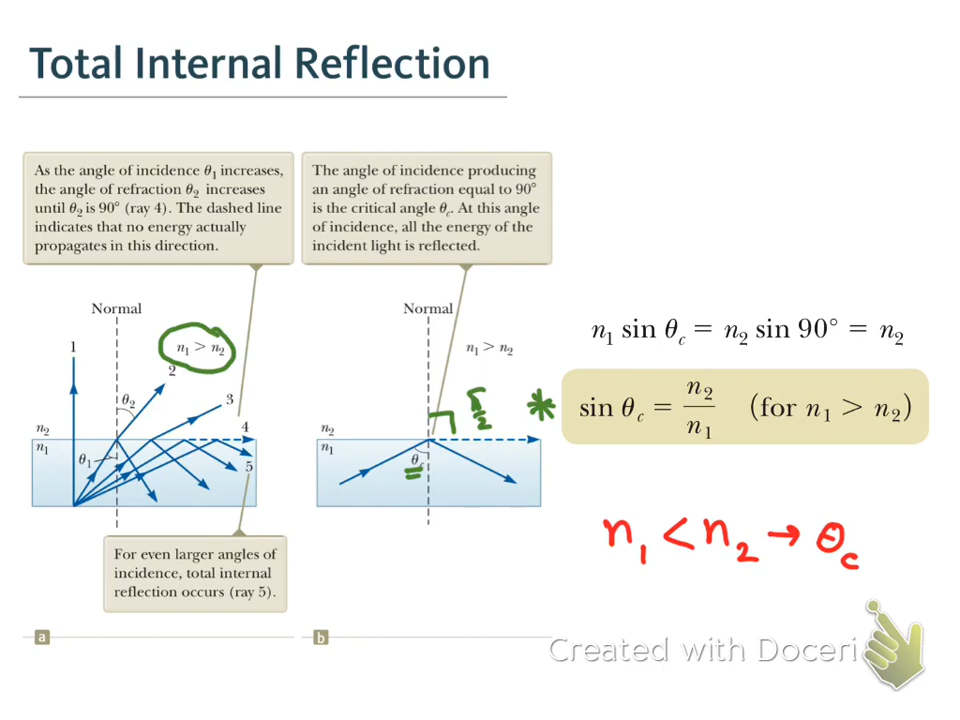 Total Internal Reflection
As the angle of incidence θ₁ increases,
the angle of refraction θ₂ increases
until θ₂ is 90° (ray 4). The dashed line
indicates that no energy actually
propagates in this direction.
The angle of incidence producing
an angle of refraction equal to 90°
is the critical angle θc. At this angle
of incidence, all the energy of the
incident light is reflected.
Normal
n₁ > n₂
1
2
θ₂
3
4
n₂
n₁
θ₁
5
For even larger angles of
incidence, total internal
reflection occurs (ray 5).
a
Normal
n₁ > n₂
π/2
n₂
n₁
θ
b
n₁ sin θc = n₂ sin 90° = n₂
* sin θc = n₂/n₁ (for n₁ > n₂)
n₁ < n₂ → θc
Created with Doceri